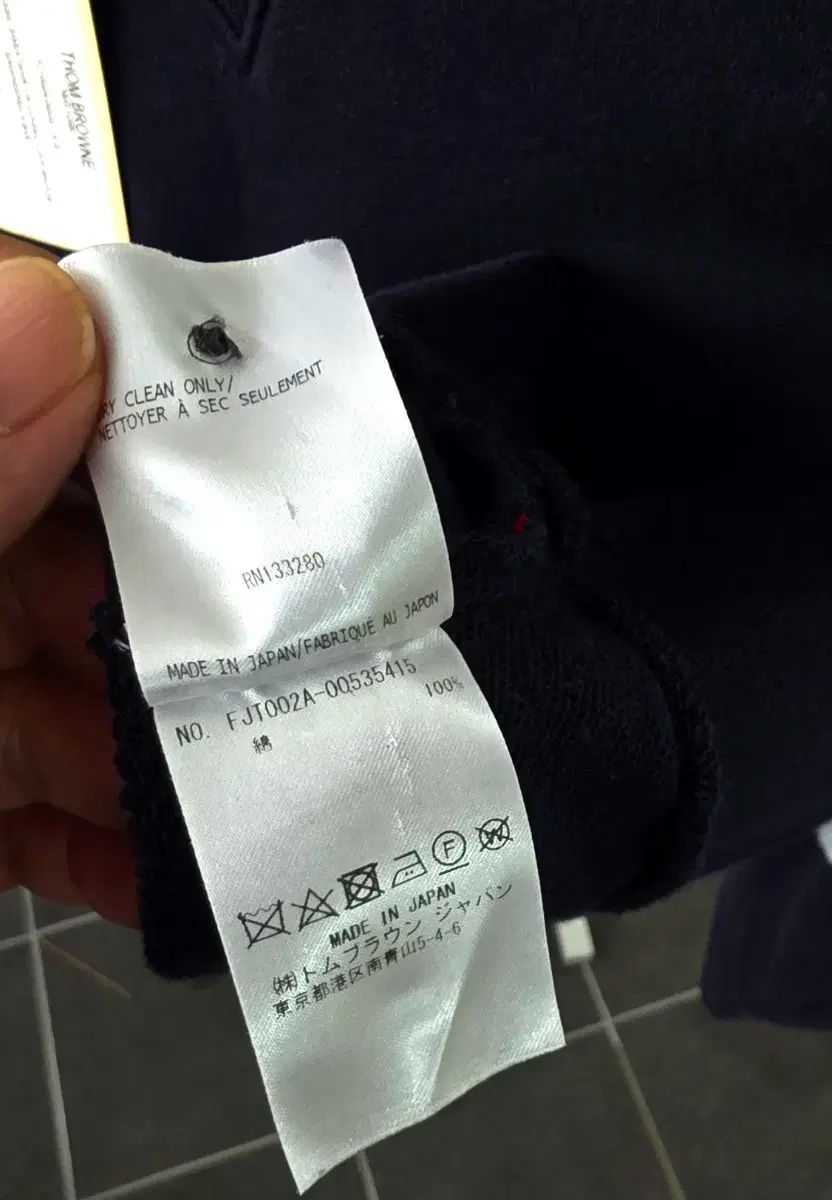 THOM BROWNE
RY CLEAN ONLY/
NETTOYER À SEC SEULEMENT
RN133280
MADE IN JAPAN/FABRIQUÉ AU JAPON
NO. FJT002A-00535415
綿 100%
F W
MADE IN JAPAN
㈱トムブラウン ジャパン
東京都港区南青山5-4-6